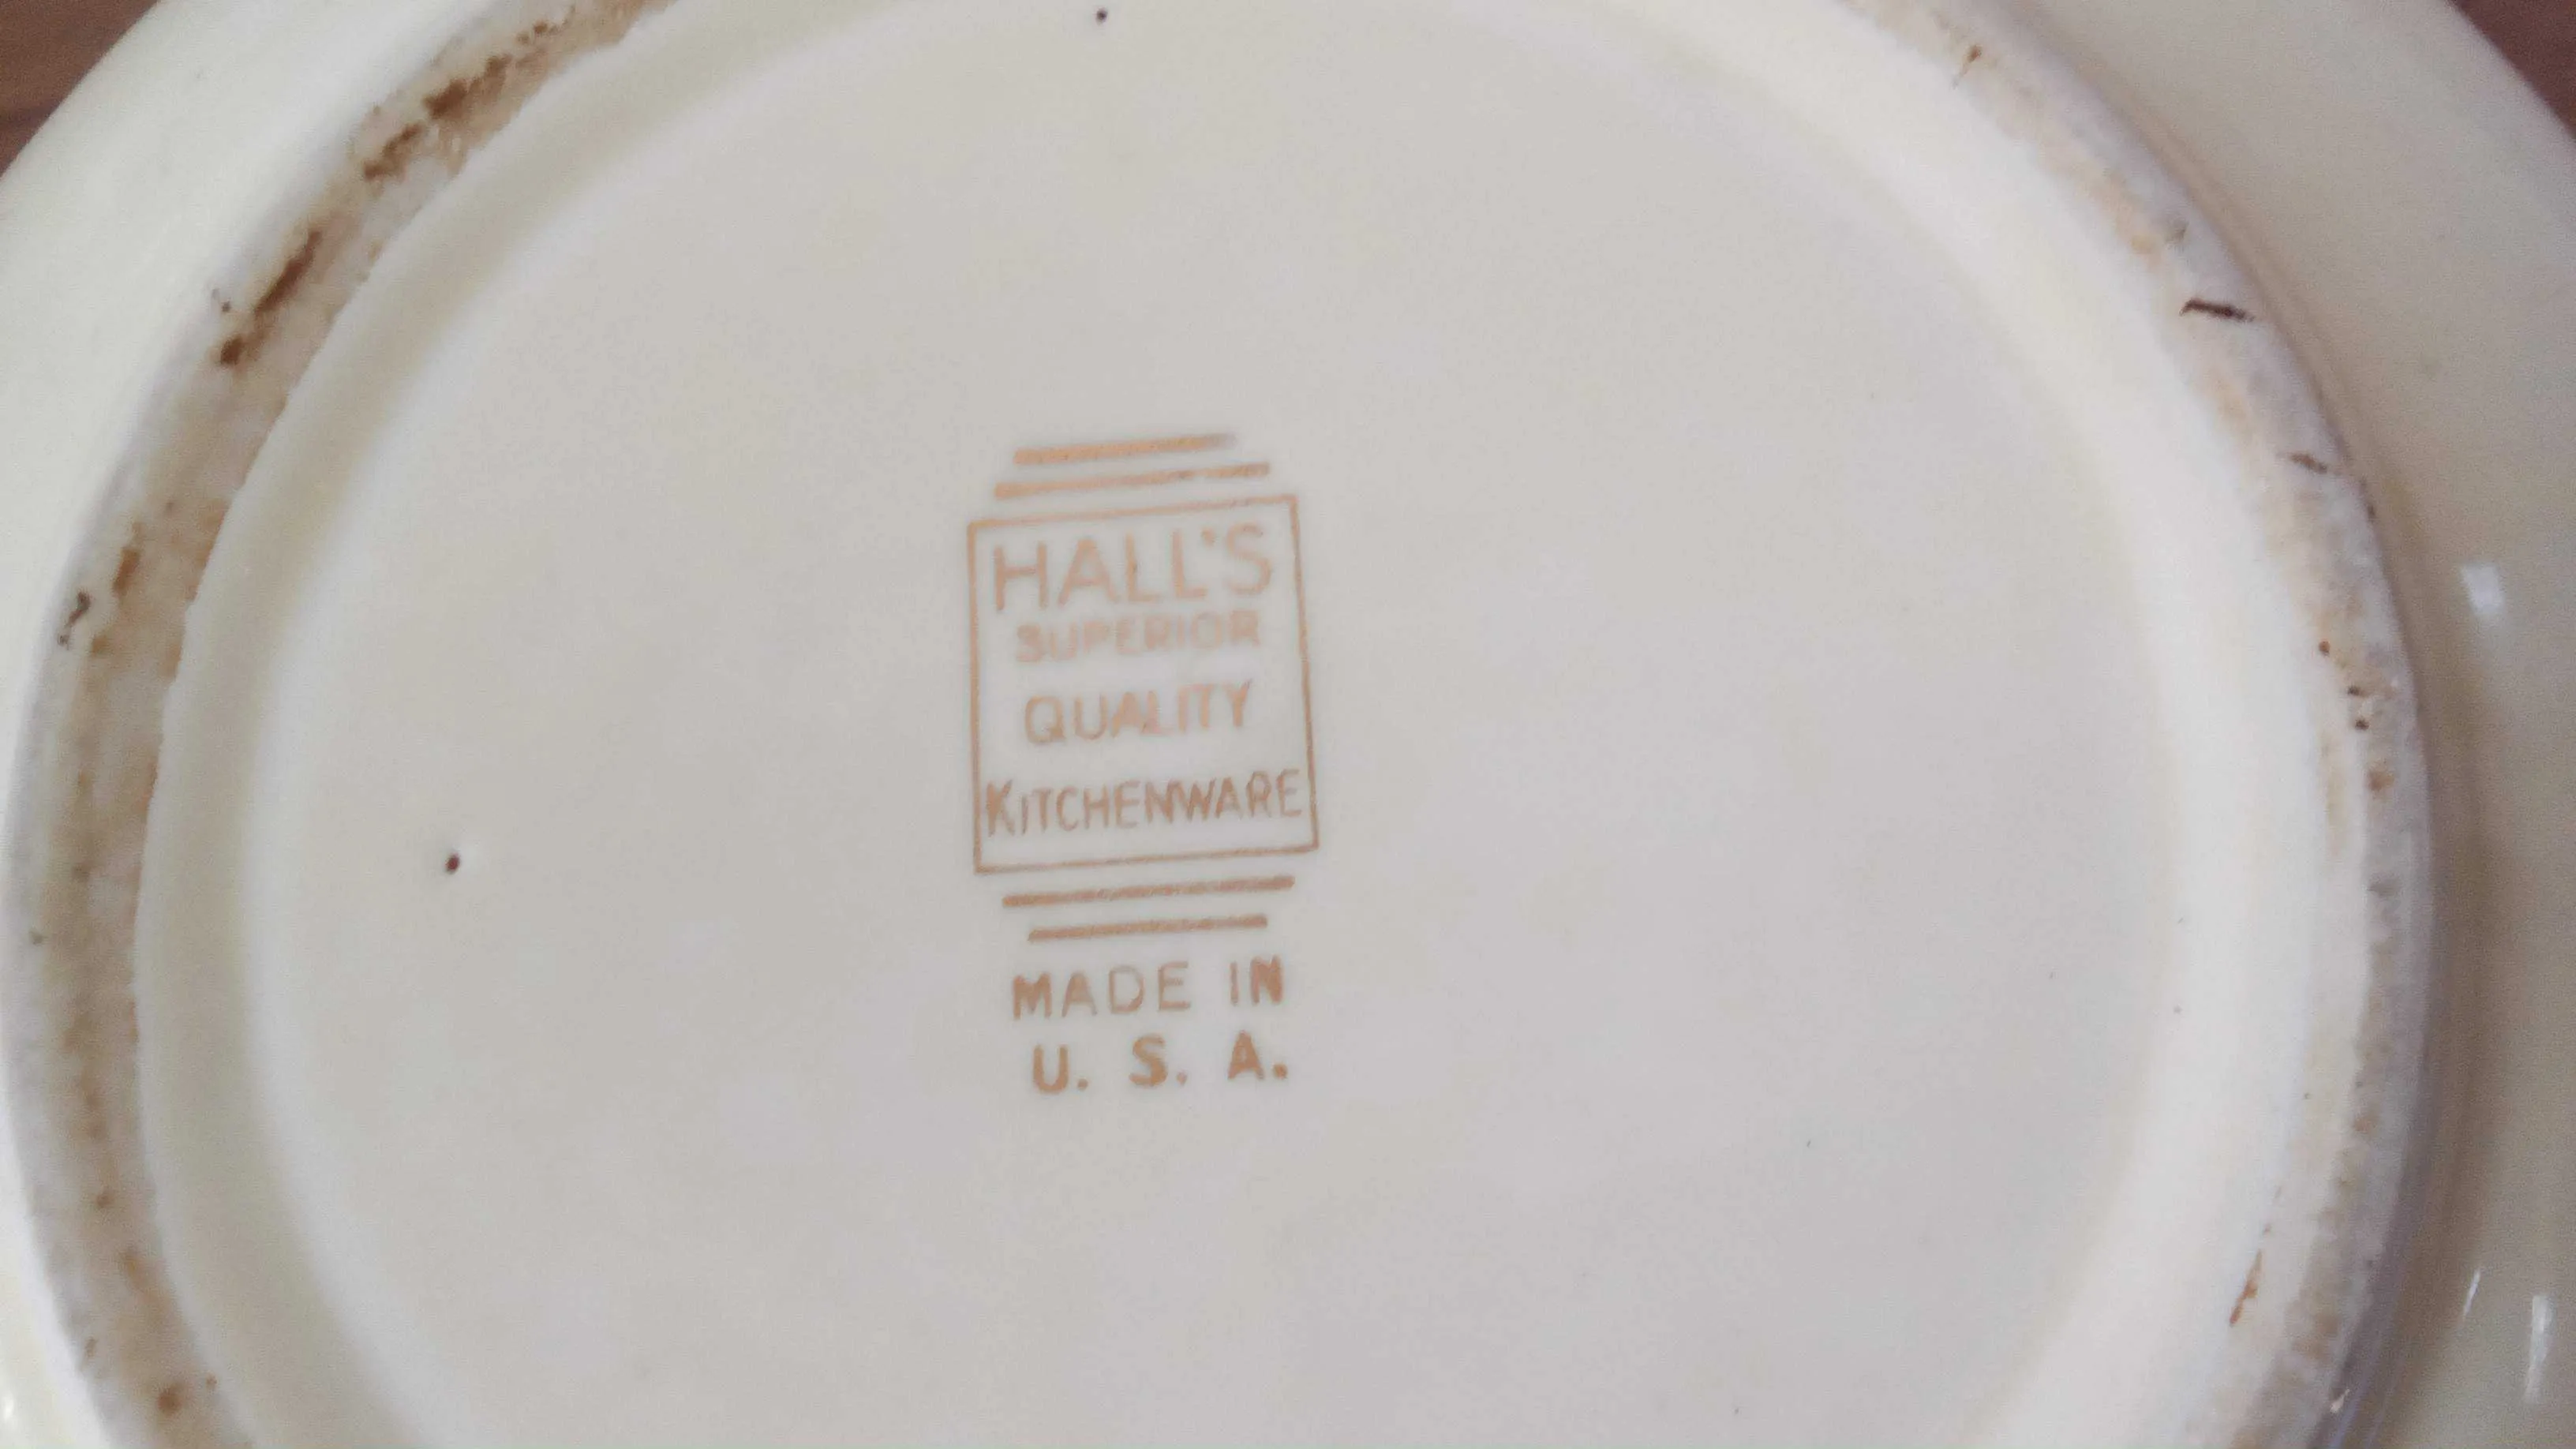 HALL'S
SUPERIOR
QUALITY
KITCHENWARE
MADE IN
U. S. A.